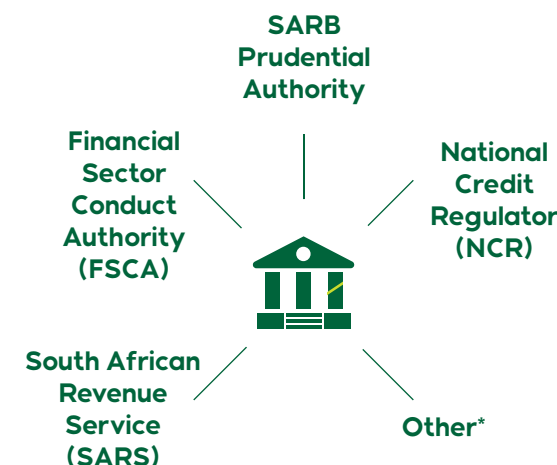 SARB
Prudential
Authority
Financial
Sector
Conduct
Authority
(FSCA)
National
Credit
Regulator
(NCR)
South African
Revenue
Service
(SARS)
Other*